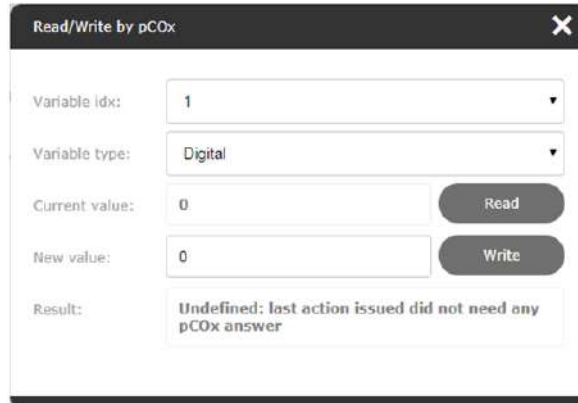 Read/Write by pCOx
Variable idx: 1
Variable type: Digital
Current value: 0 Read
New value: 0 Write
Result: Undefined: last action issued did not need any
pCOx answer